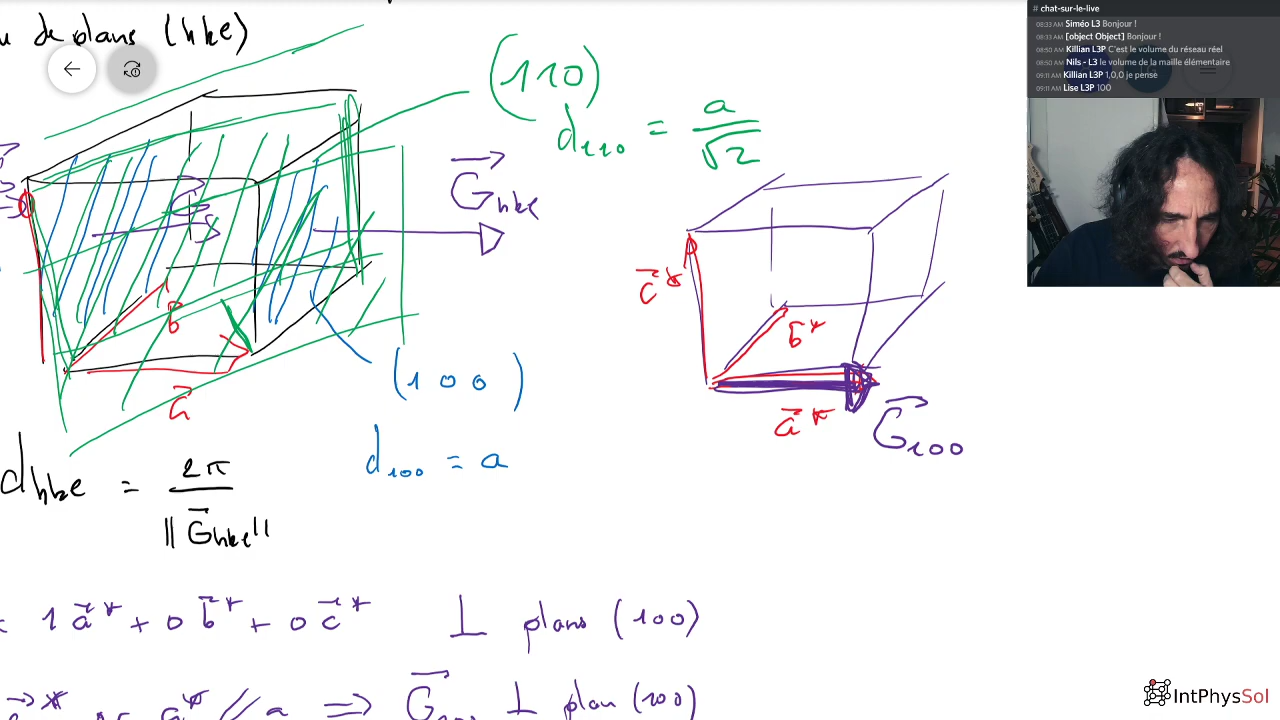 de plans (hkl)
(110)
d₁₁₀ = a/√2
G⃗hkl
c⃗*
b⃗*
a⃗*
G⃗₁₀₀
b⃗
a⃗
(100)
d₁₀₀ = a
dhkl = 2π/||G⃗hkl||
1 a⃗* + 0 b⃗* + 0 c⃗* ⊥ plans (100)
// a ⇒ G⃗₁₀₀ ⊥ plan (100)
# chat-sur-le-live
08:33 AM Siméo L3 Bonjour !
08:33 AM [object Object] Bonjour !
08:50 AM Killian L3P C'est le volume du réseau réel
08:50 AM Nils - L3 le volume de la maille élémentaire
09:11 AM Killian L3P 1,0,0 je pense
09:11 AM Lise L3P 100
IntPhysSol